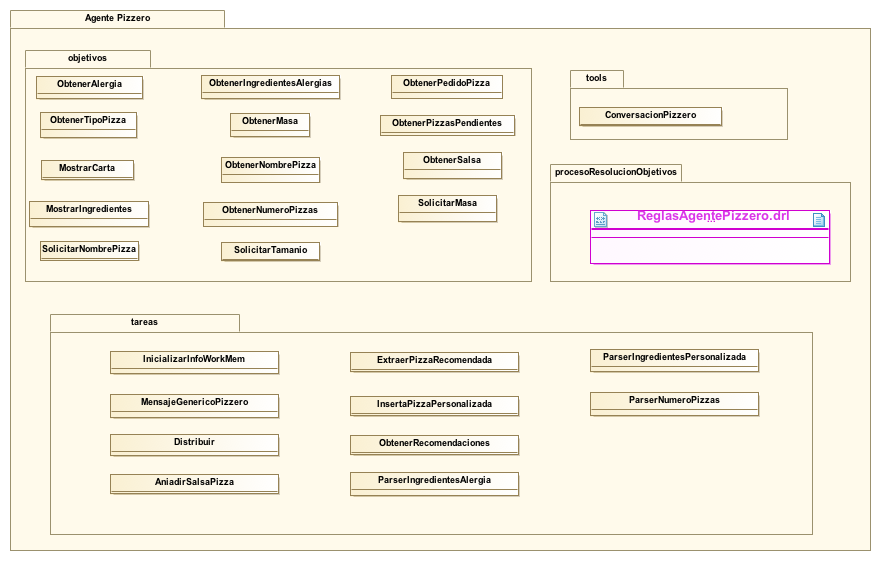 Agente Pizzero
objetivos
ObtenerAlergia
ObtenerIngredientesAlergias
ObtenerPedidoPizza
ObtenerTipoPizza
ObtenerMasa
ObtenerPizzasPendientes
MostrarCarta
ObtenerNombrePizza
ObtenerSalsa
MostrarIngredientes
ObtenerNumeroPizzas
SolicitarMasa
SolicitarNombrePizza
SolicitarTamanio
tools
ConversacionPizzero
procesoResolucionObjetivos
ReglasAgentePizzero.drl
tareas
InicializarInfoWorkMem
ExtraerPizzaRecomendada
ParserIngredientesPersonalizada
MensajeGenericoPizzero
InsertaPizzaPersonalizada
ParserNumeroPizzas
Distribuir
ObtenerRecomendaciones
AniadirSalsaPizza
ParserIngredientesAlergia